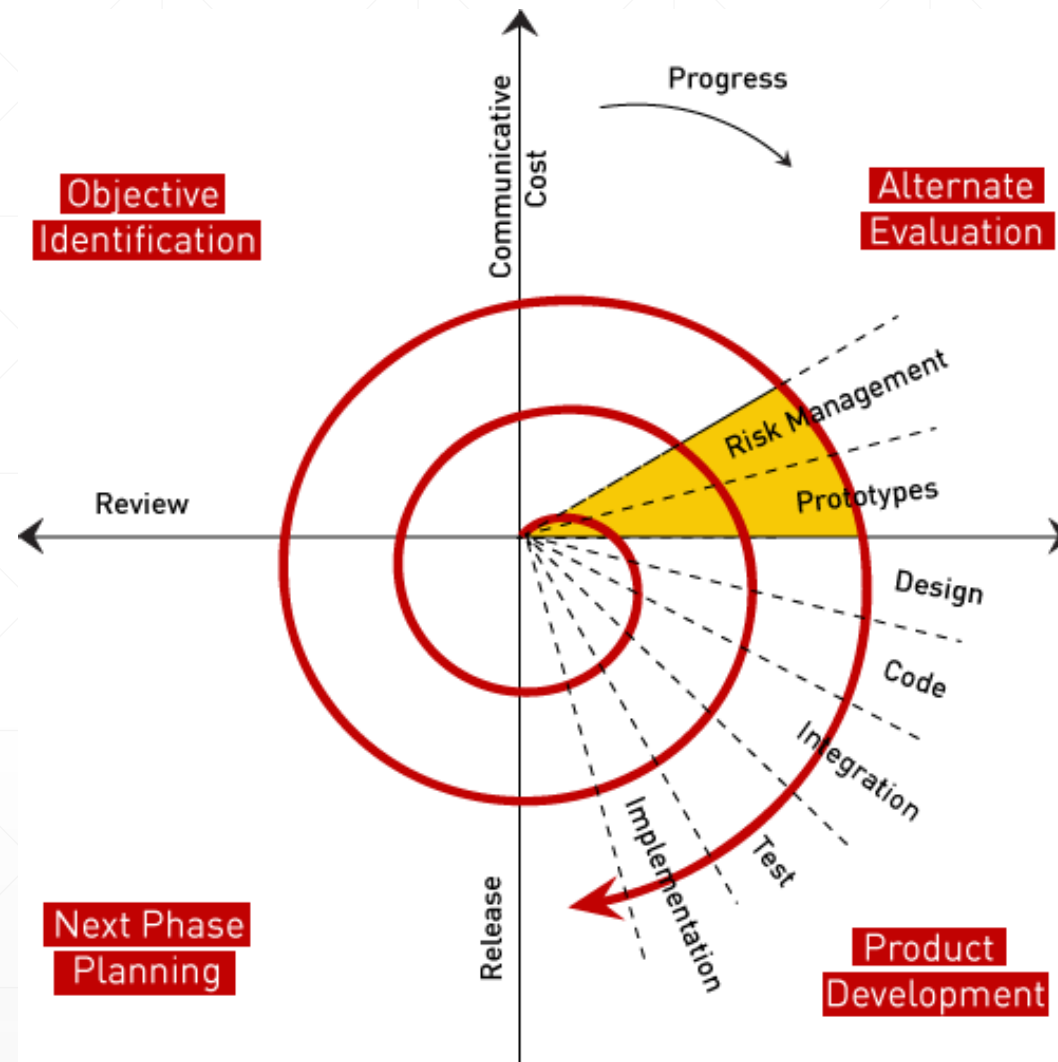 Progress
Communicative
Cost
Objective
Identification
Alternate
Evaluation
Risk Management
Prototypes
Review
Design
Code
Integration
Test
Implementation
Release
Next Phase
Planning
Product
Development